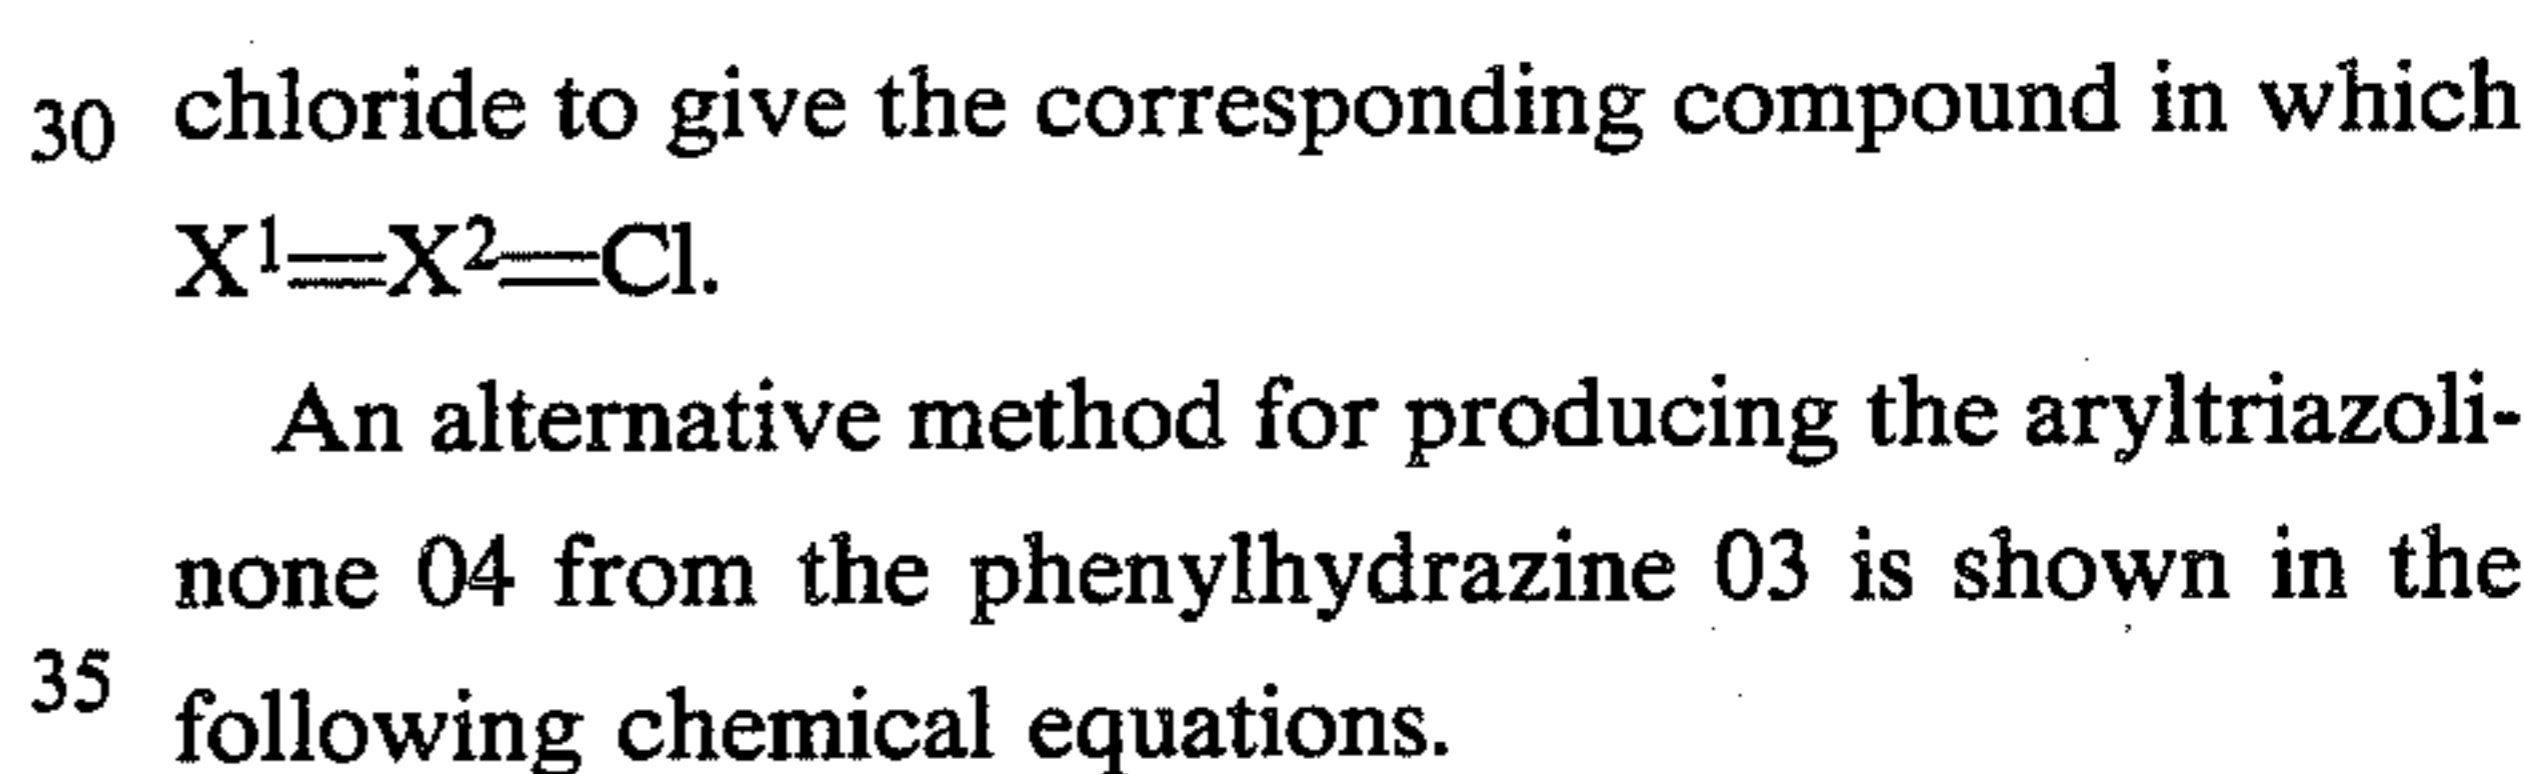 30 chloride to give the corresponding compound in which
X¹=X²=Cl.
An alternative method for producing the aryltriazoli-
none 04 from the phenylhydrazine 03 is shown in the
35 following chemical equations.